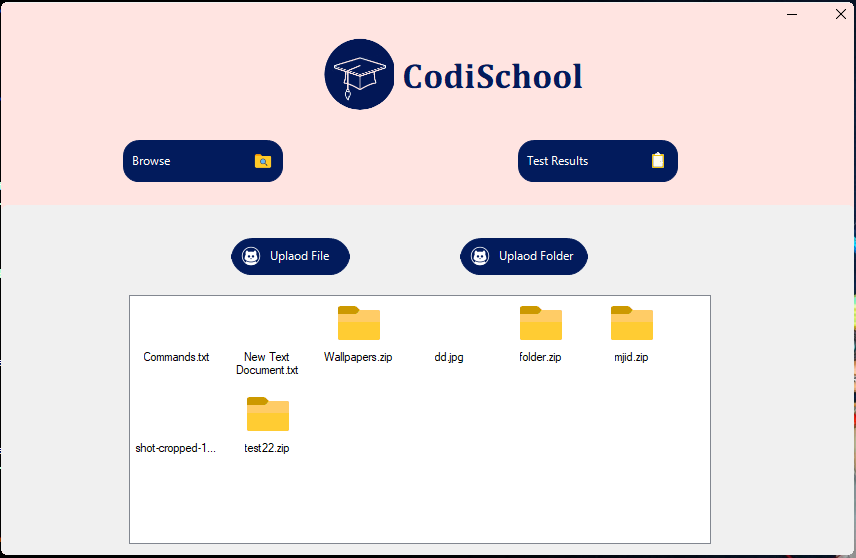 CodiSchool
Browse
Test Results
Uplaod File
Uplaod Folder
Commands.txt
New Text
Document.txt
Wallpapers.zip
dd.jpg
folder.zip
mjid.zip
shot-cropped-1...
test22.zip